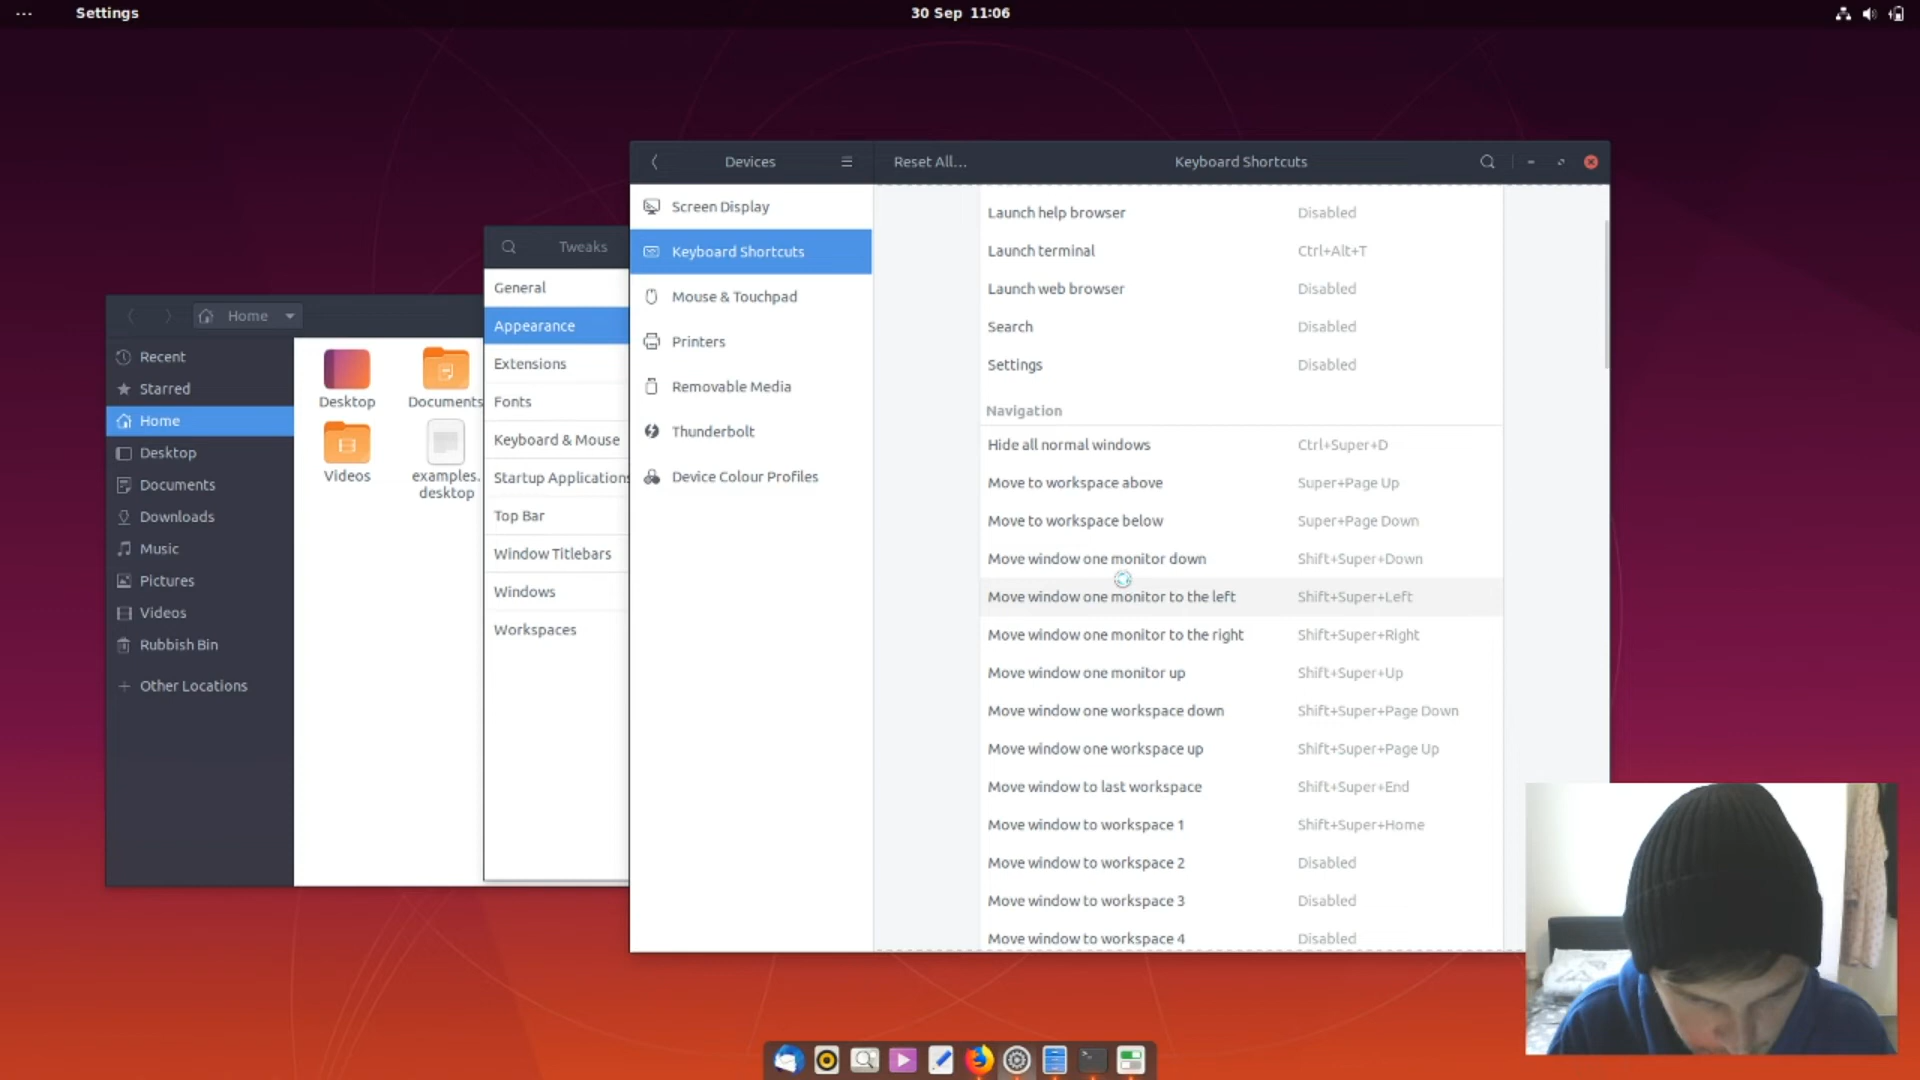 Settings
30 Sep 11:06
Devices
Reset All...
Keyboard Shortcuts
Screen Display
Keyboard Shortcuts
Mouse & Touchpad
Printers
Removable Media
Thunderbolt
Device Colour Profiles
Launch help browser Disabled
Launch terminal Ctrl+Alt+T
Launch web browser Disabled
Search Disabled
Settings Disabled
Navigation
Hide all normal windows Ctrl+Super+D
Move to workspace above Super+Page Up
Move to workspace below Super+Page Down
Move window one monitor down Shift+Super+Down
Move window one monitor to the left Shift+Super+Left
Move window one monitor to the right Shift+Super+Right
Move window one monitor up Shift+Super+Up
Move window one workspace down Shift+Super+Page Down
Move window one workspace up Shift+Super+Page Up
Move window to last workspace Shift+Super+End
Move window to workspace 1 Shift+Super+Home
Move window to workspace 2 Disabled
Move window to workspace 3 Disabled
Move window to workspace 4 Disabled
Tweaks
General
Appearance
Extensions
Fonts
Keyboard & Mouse
Startup Applications
Top Bar
Window Titlebars
Windows
Workspaces
Home
Recent
Starred
Home
Desktop
Documents
Downloads
Music
Pictures
Videos
Rubbish Bin
Other Locations
Desktop
Documents
Videos
examples.
desktop